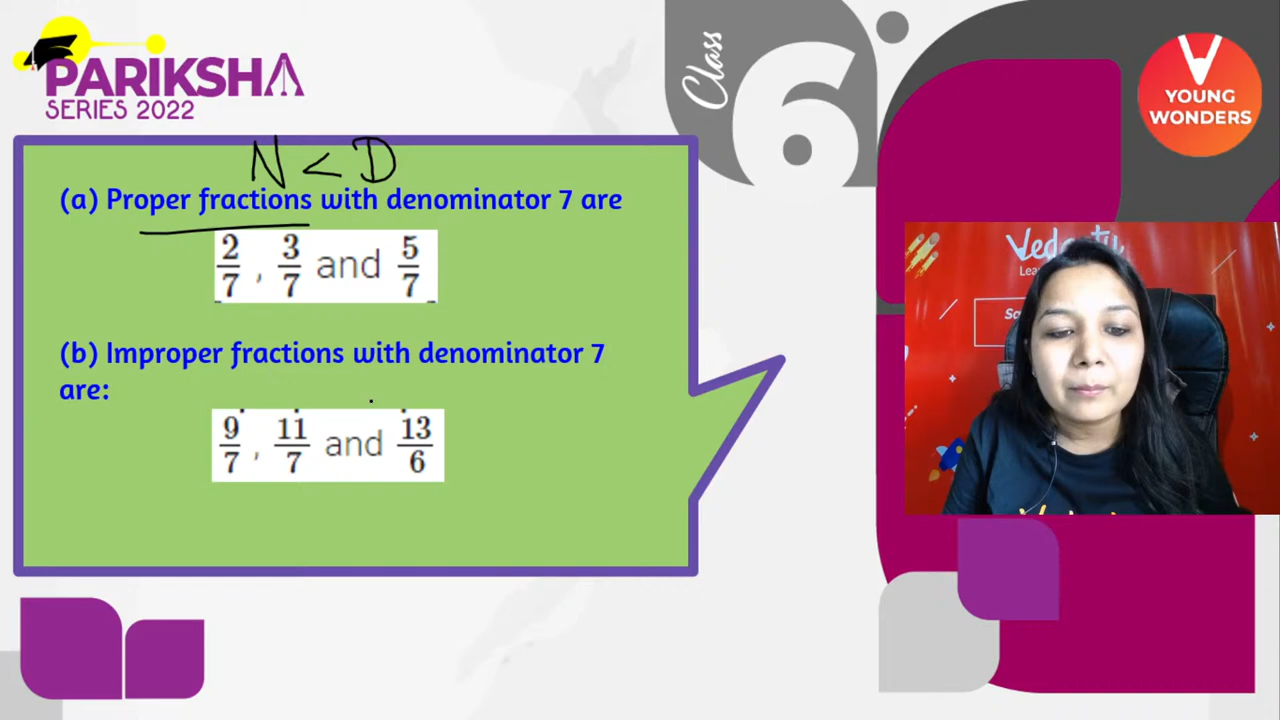 PARIKSHA
SERIES 2022
Class
6
YOUNG
WONDERS
N < D
(a) Proper fractions with denominator 7 are
2/7 , 3/7 and 5/7
(b) Improper fractions with denominator 7
are:
9/7 , 11/7 and 13/6